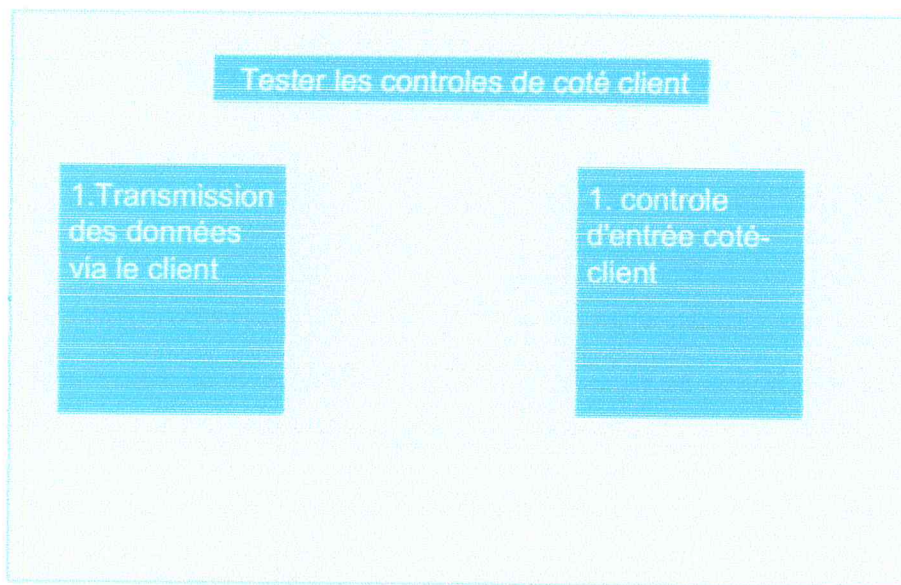 Tester les controles de coté client
1.Transmission
des données
via le client
1. controle
d'entrée coté-
client